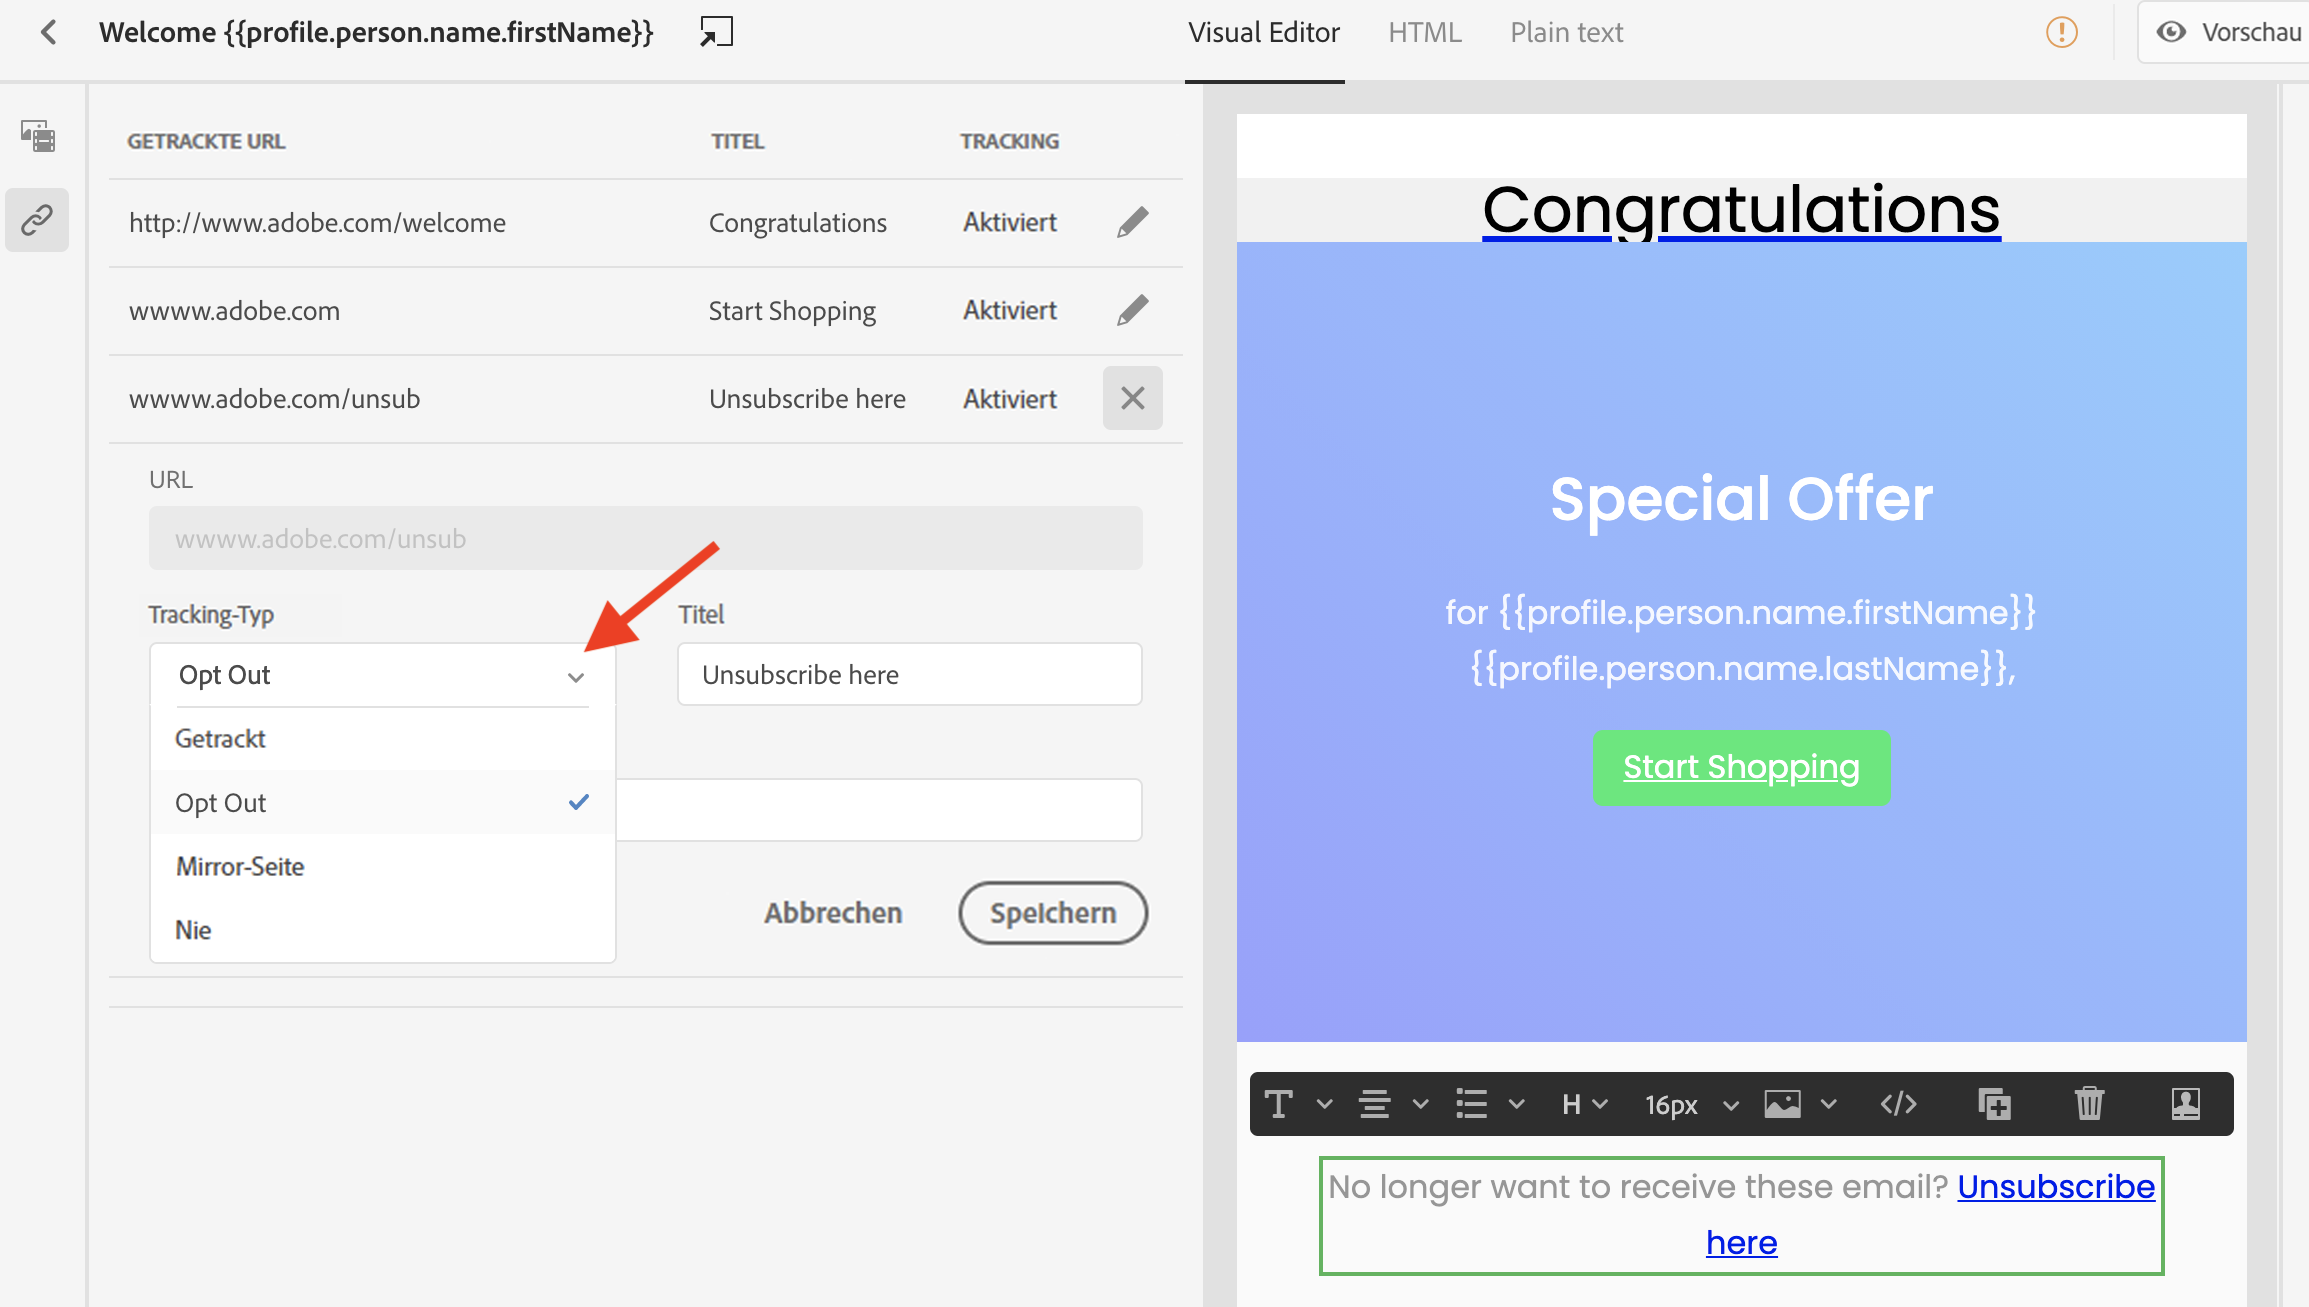 Welcome {{profile.person.name.firstName}}
Visual Editor
HTML
Plain text
Vorschau
GETRACKTE URL
TITEL
TRACKING
http://www.adobe.com/welcome
Congratulations
Aktiviert
wwww.adobe.com
Start Shopping
Aktiviert
wwww.adobe.com/unsub
Unsubscribe here
Aktiviert
URL
wwww.adobe.com/unsub
Tracking-Typ
Titel
Opt Out
Unsubscribe here
Getrackt
Opt Out
Mirror-Seite
Nie
Abbrechen
Speichern
Congratulations
Special Offer
for {{profile.person.name.firstName}}
{{profile.person.name.lastName}},
Start Shopping
H
16px
No longer want to receive these email? Unsubscribe
here